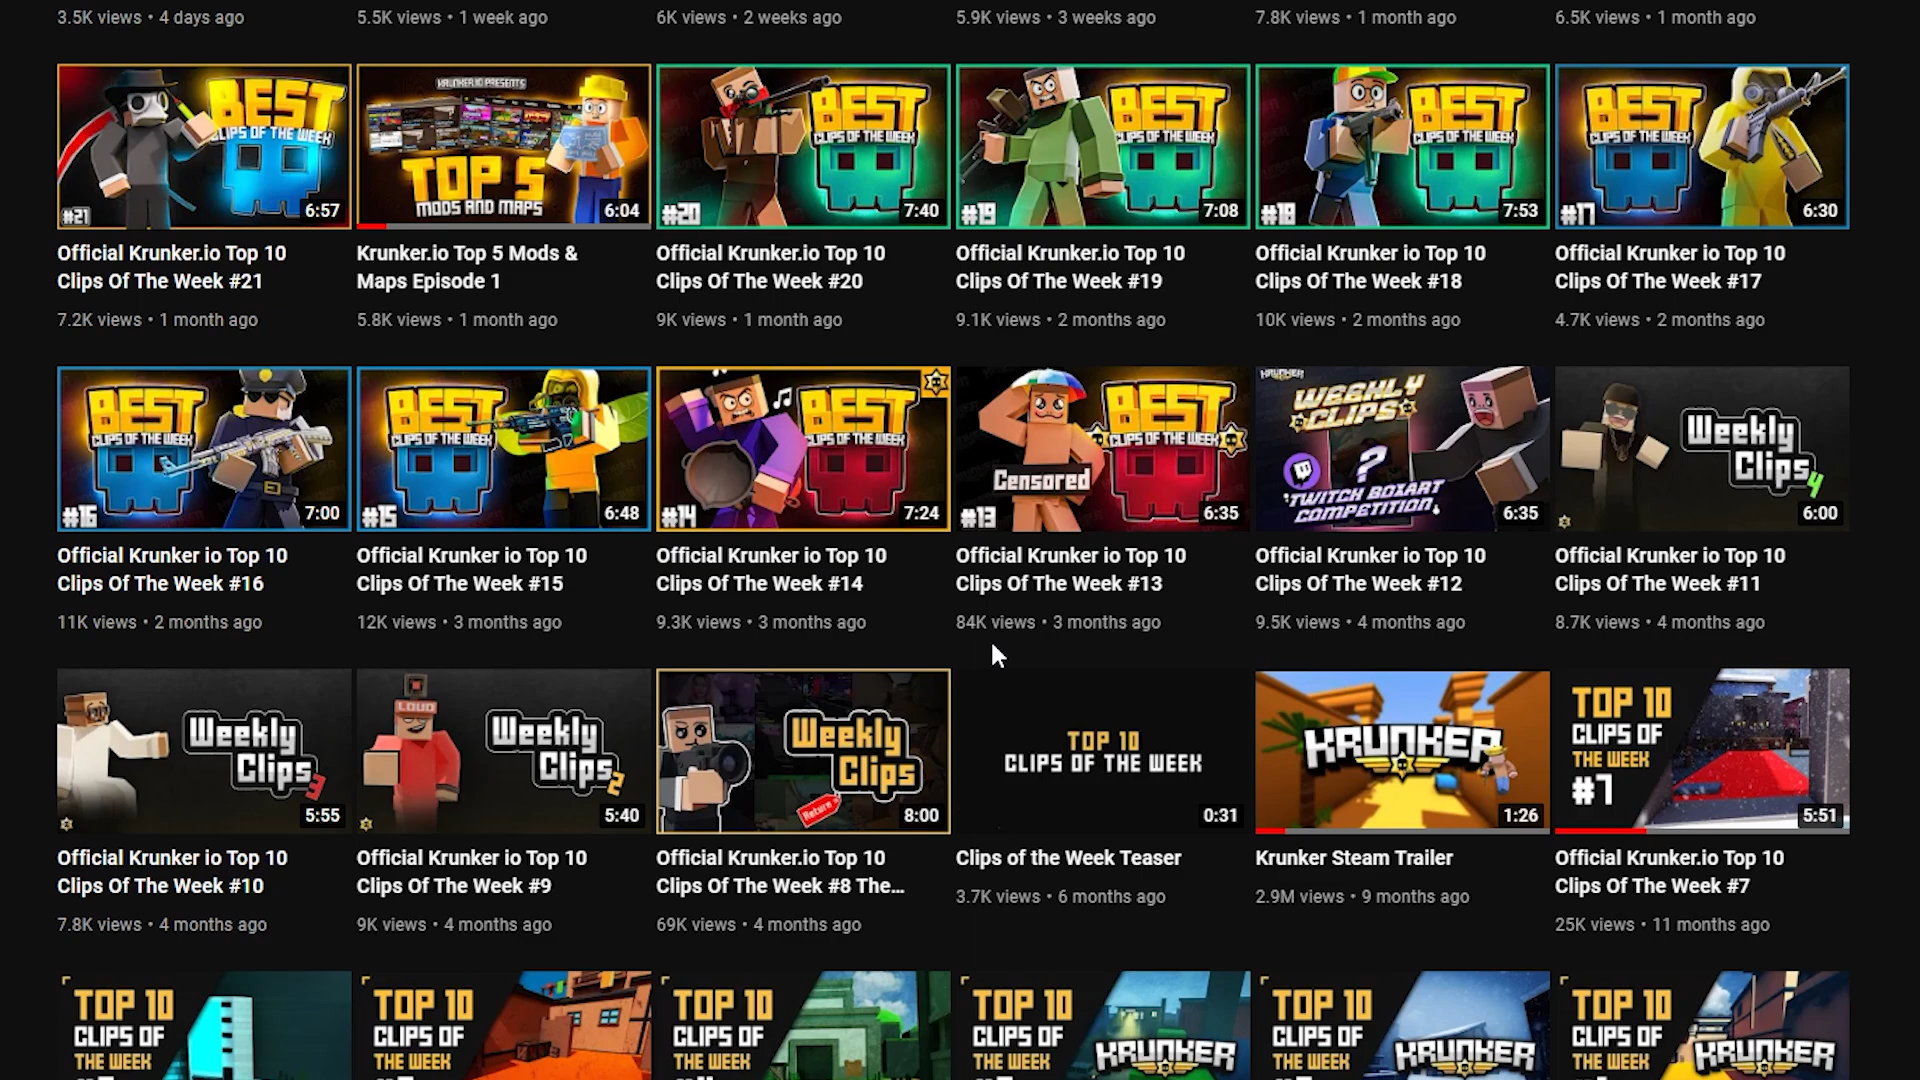 3.5K views • 4 days ago
5.5K views • 1 week ago
6K views • 2 weeks ago
5.9K views • 3 weeks ago
7.8K views • 1 month ago
6.5K views • 1 month ago
BEST
CLIPS OF THE WEEK
#21
6:57
KRUNKER.IO PRESENTS
TOP 5
MODS AND MAPS
6:04
BEST
CLIPS OF THE WEEK
#20
7:40
BEST
CLIPS OF THE WEEK
#19
7:08
BEST
CLIPS OF THE WEEK
#18
7:53
BEST
CLIPS OF THE WEEK
#17
6:30
Official Krunker.io Top 10
Clips Of The Week #21
Krunker.io Top 5 Mods &
Maps Episode 1
Official Krunker.io Top 10
Clips Of The Week #20
Official Krunker.io Top 10
Clips Of The Week #19
Official Krunker io Top 10
Clips Of The Week #18
Official Krunker io Top 10
Clips Of The Week #17
7.2K views • 1 month ago
5.8K views • 1 month ago
9K views • 1 month ago
9.1K views • 2 months ago
10K views • 2 months ago
4.7K views • 2 months ago
BEST
CLIPS OF THE WEEK
#16
7:00
BEST
CLIPS OF THE WEEK
#15
6:48
BEST
CLIPS OF THE WEEK
#14
7:24
BEST
CLIPS OF THE WEEK
Censored
#13
6:35
KRUNKER
WEEKLY
CLIPS
?
TWITCH BOXART
COMPETITION
6:35
Weekly
Clips
4
6:00
Official Krunker io Top 10
Clips Of The Week #16
Official Krunker io Top 10
Clips Of The Week #15
Official Krunker io Top 10
Clips Of The Week #14
Official Krunker io Top 10
Clips Of The Week #13
Official Krunker io Top 10
Clips Of The Week #12
Official Krunker io Top 10
Clips Of The Week #11
11K views • 2 months ago
12K views • 3 months ago
9.3K views • 3 months ago
84K views • 3 months ago
9.5K views • 4 months ago
8.7K views • 4 months ago
Weekly
Clips
3
5:55
LOUD
Weekly
Clips
2
5:40
Weekly
Clips
Return
8:00
TOP 10
CLIPS OF THE WEEK
0:31
KRUNKER
1:26
TOP 10
CLIPS OF
THE WEEK
#7
5:51
Official Krunker io Top 10
Clips Of The Week #10
Official Krunker io Top 10
Clips Of The Week #9
Official Krunker.io Top 10
Clips Of The Week #8 The...
Clips of the Week Teaser
Krunker Steam Trailer
Official Krunker.io Top 10
Clips Of The Week #7
7.8K views • 4 months ago
9K views • 4 months ago
69K views • 4 months ago
3.7K views • 6 months ago
2.9M views • 9 months ago
25K views • 11 months ago
TOP 10
CLIPS OF
THE WEEK
TOP 10
CLIPS OF
THE WEEK
TOP 10
CLIPS OF
THE WEEK
TOP 10
CLIPS OF
THE WEEK
KRUNKER
TOP 10
CLIPS OF
THE WEEK
KRUNKER
TOP 10
CLIPS OF
THE WEEK
KRUNKER